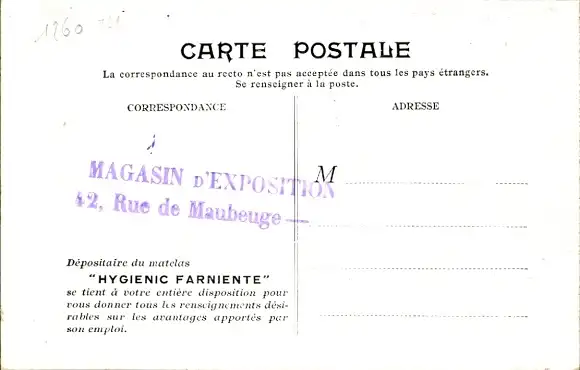 1260
CARTE POSTALE
La correspondance au recto n'est pas acceptée dans tous les pays étrangers.
Se renseigner à la poste.
CORRESPONDANCE
ADRESSE
MAGASIN D'EXPOSITION
42, Rue de Maubeuge —
M
Dépositaire du matelas
"HYGIENIC FARNIENTE"
se tient à votre entière disposition pour
vous donner tous les renseignements dési-
rables sur les avantages apportés par
son emploi.